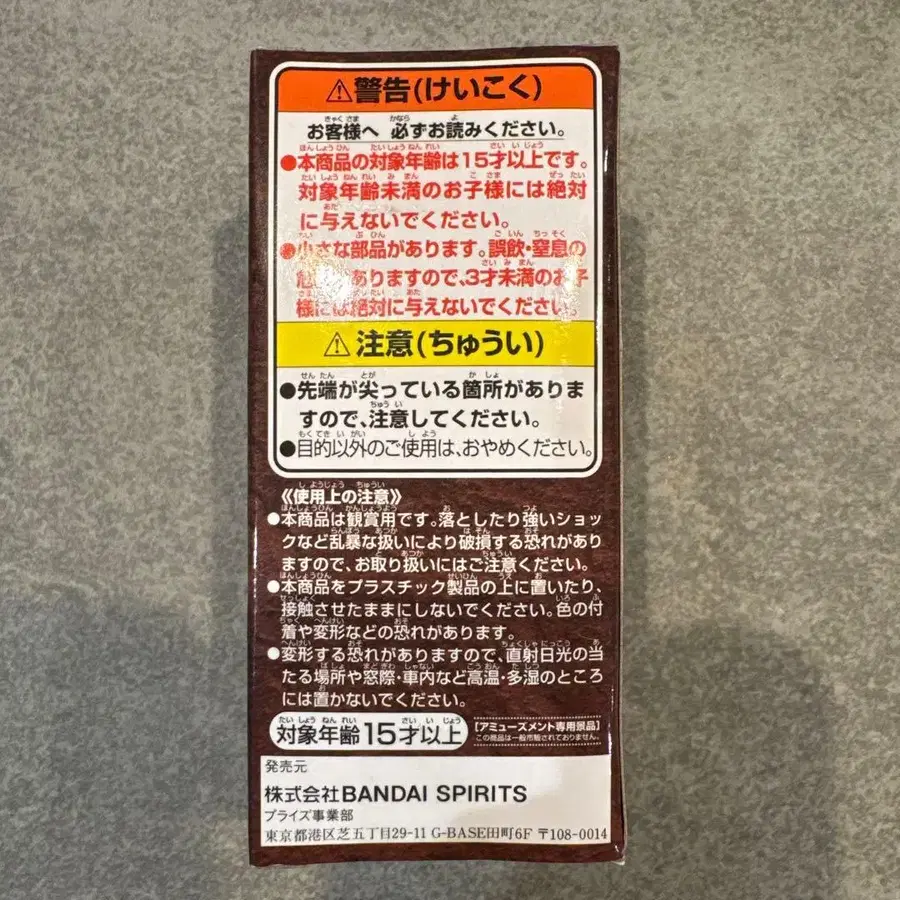 ⚠警告(けいこく)
お客様へ 必ずお読みください。
●本商品の対象年齢は15才以上です。
対象年齢未満のお子様には絶対
に与えないでください。
●小さな部品があります。誤飲・窒息の
ありますので、3才未満のお子
様には絶対に与えないでください。
⚠注意(ちゅうい)
●先端が尖っている箇所がありま
すので、注意してください。
●目的以外のご使用は、おやめください。
《使用上の注意》
●本商品は観賞用です。落としたり強いショッ
クなど乱暴な扱いにより破損する恐れがあり
ますので、お取り扱いにはご注意ください。
●本商品をプラスチック製品の上に置いたり、
接触させたままにしないでください。色の付
着や変形などの恐れがあります。
●変形する恐れがありますので、直射日光の当
たる場所や窓際・車内など高温・多湿のところ
には置かないでください。
対象年齢15才以上
[アミューズメント専用景品]
この商品は一般市販されておりません。
発売元
株式会社BANDAI SPIRITS
プライズ事業部
東京都港区芝五丁目29-11 G-BASE田町6F 〒108-0014